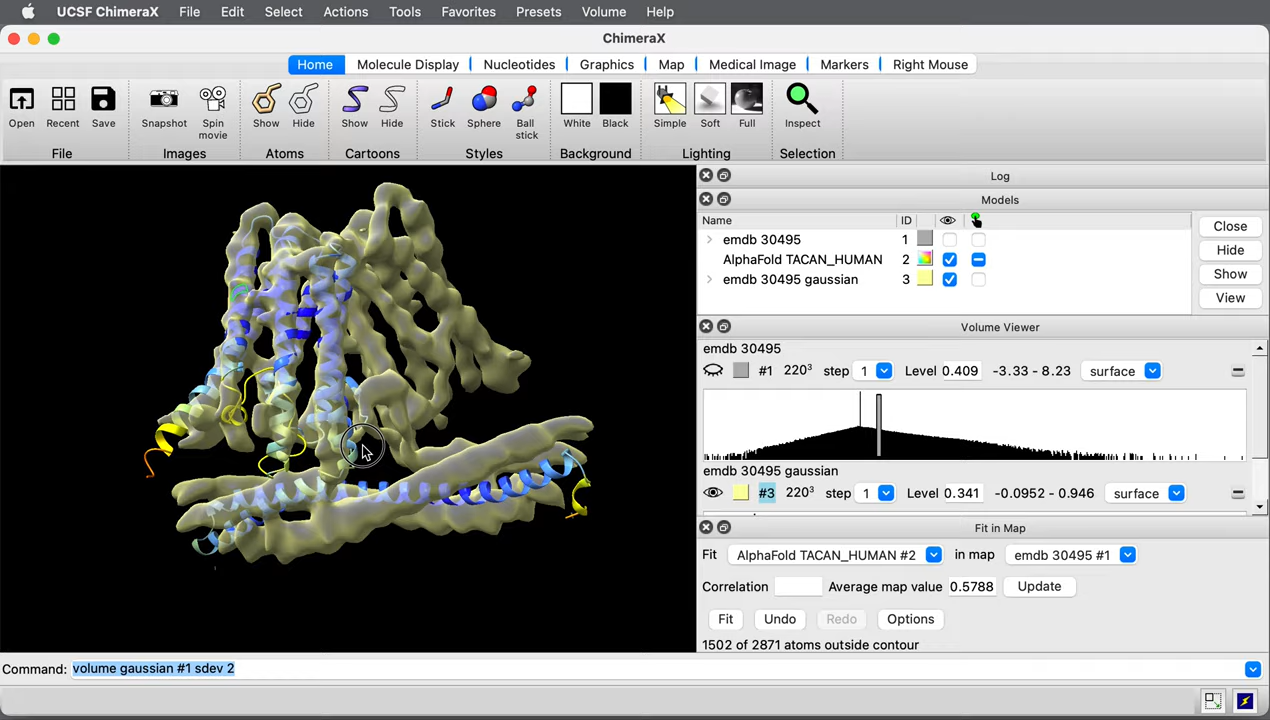 UCSF ChimeraX File Edit Select Actions Tools Favorites Presets Volume Help
ChimeraX
Home Molecule Display Nucleotides Graphics Map Medical Image Markers Right Mouse
Open Recent Save Snapshot Spin movie Show Hide Show Hide Stick Sphere Ball stick White Black Simple Soft Full Inspect
File Images Atoms Cartoons Styles Background Lighting Selection
Log
Models
Name ID
emdb 30495 1
AlphaFold TACAN_HUMAN 2
emdb 30495 gaussian 3
Close
Hide
Show
View
Volume Viewer
emdb 30495
#1 220³ step 1 Level 0.409 -3.33 - 8.23 surface
emdb 30495 gaussian
#3 220³ step 1 Level 0.341 -0.0952 - 0.946 surface
Fit in Map
Fit AlphaFold TACAN_HUMAN #2 in map emdb 30495 #1
Correlation Average map value 0.5788 Update
Fit Undo Redo Options
1502 of 2871 atoms outside contour
Command: volume gaussian #1 sdev 2